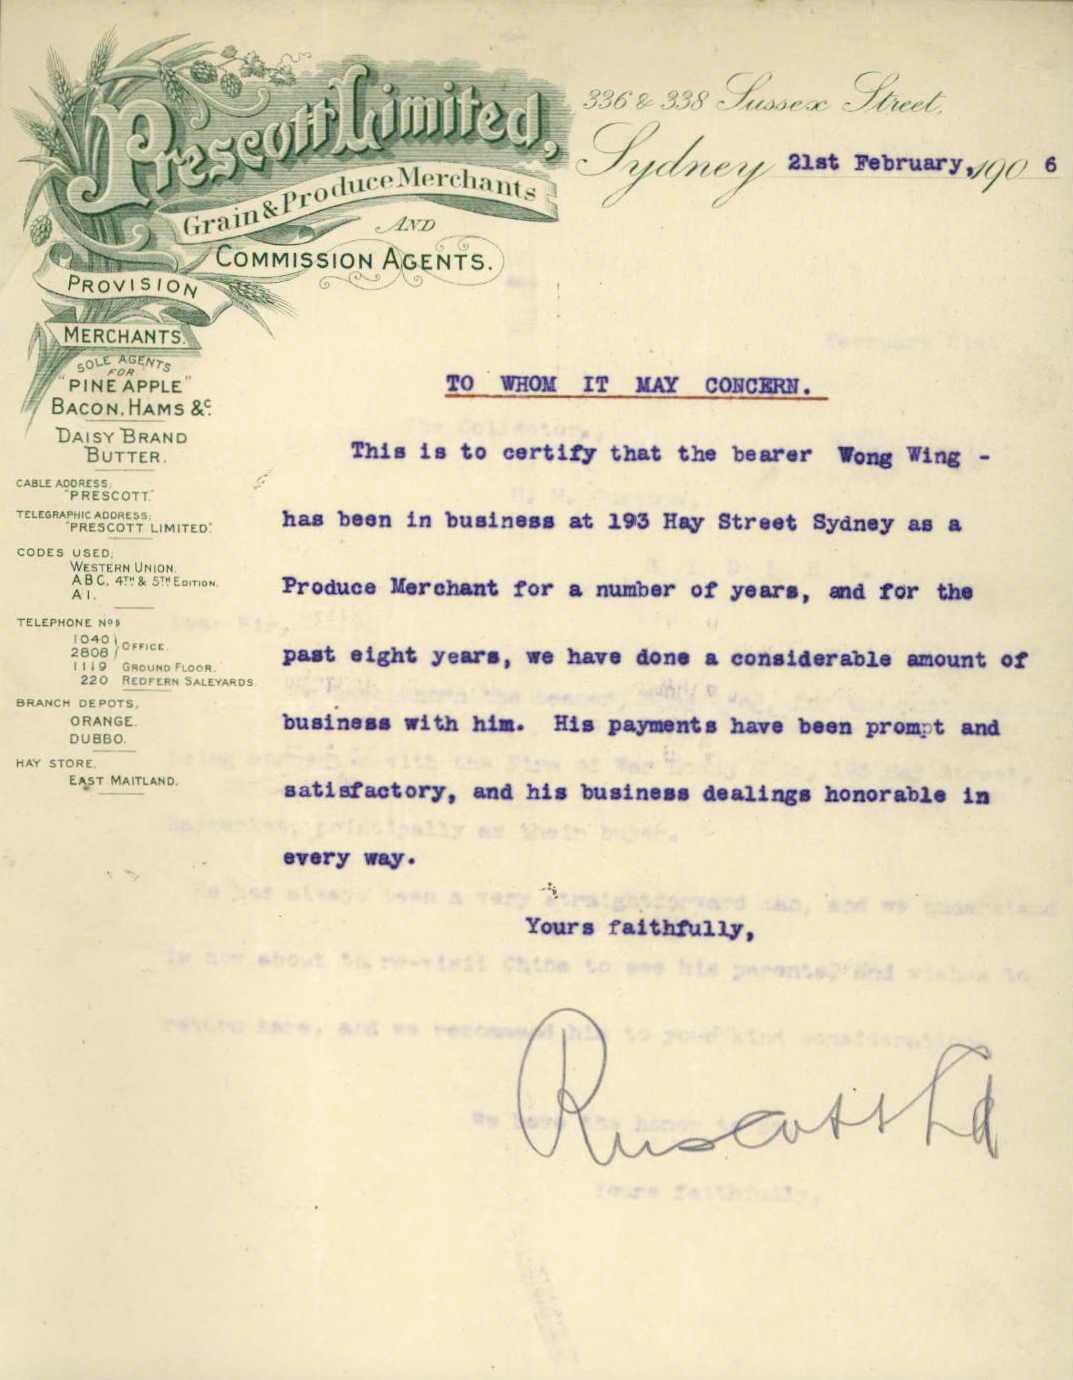 Prescott Limited,
Grain & Produce Merchants
AND
COMMISSION AGENTS.
PROVISION
MERCHANTS.
SOLE AGENTS
FOR
"PINEAPPLE"
BACON, HAMS &c.
DAISY BRAND
BUTTER.
CABLE ADDRESS;
"PRESCOTT."
TELEGRAPHIC ADDRESS;
"PRESCOTT LIMITED."
CODES USED;
WESTERN UNION.
A B C, 4TH & 5TH EDITION.
A I.
TELEPHONE Nos
1040 } OFFICE.
2808
1119 GROUND FLOOR.
220 REDFERN SALEYARDS.
BRANCH DEPOTS,
ORANGE.
DUBBO.
HAY STORE,
EAST MAITLAND.
336 & 338 Sussex Street,
Sydney 21st February, 1906
TO WHOM IT MAY CONCERN.
This is to certify that the bearer Wong Wing -
has been in business at 193 Hay Street Sydney as a
Produce Merchant for a number of years, and for the
past eight years, we have done a considerable amount of
business with him. His payments have been prompt and
satisfactory, and his business dealings honorable in
every way.
Yours faithfully,
Prescott Ltd